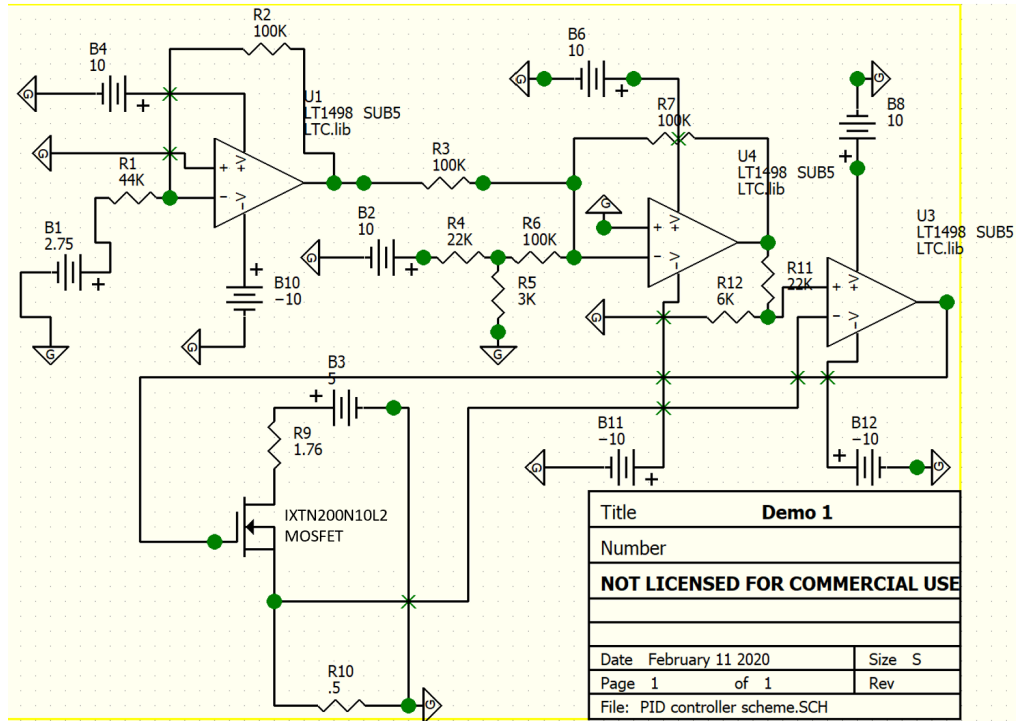 R2
100K
B4
10
U1
LT1498 SUB5
LTC.lib
+V
-V
G
G
R1
44K
B1
2.75
G
B10
−10
G
R3
100K
B6
10
G
R7
100K
U4
LT1498 SUB5
LTC.lib
+V
-V
G
B2
10
G
R4
22K
R6
100K
R5
3K
G
R12
6K
G
R11
22K
B8
10
G
U3
LT1498 SUB5
LTC.lib
+V
-V
B3
5
R9
1.76
IXTN200N10L2
MOSFET
R10
.5
G
B11
−10
G
B12
−10
G
Title Demo 1
Number
NOT LICENSED FOR COMMERCIAL USE
Date February 11 2020 Size S
Page 1 of 1 Rev
File: PID controller scheme.SCH